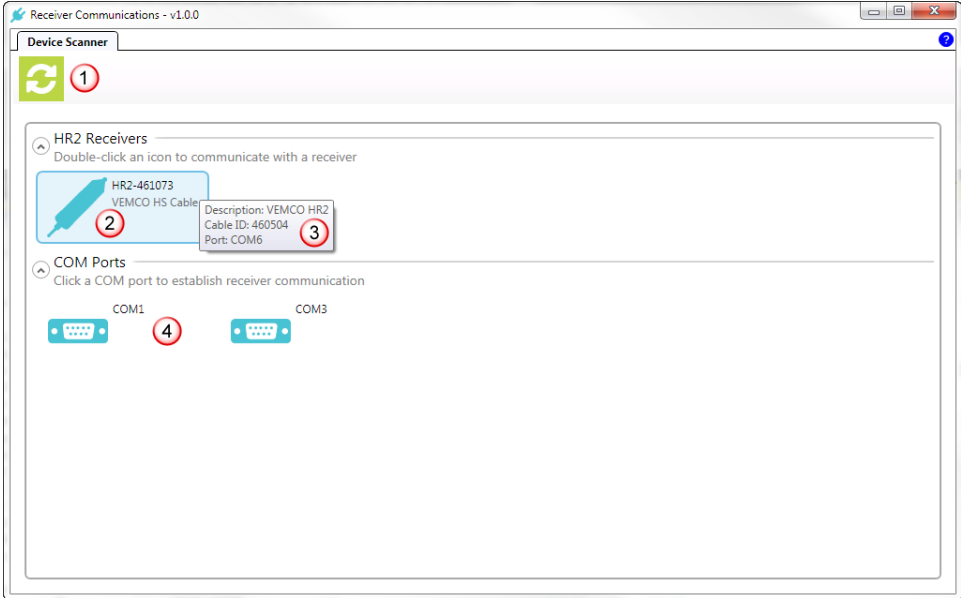 Receiver Communications - v1.0.0
Device Scanner
?
1
HR2 Receivers
Double-click an icon to communicate with a receiver
HR2-461073
VEMCO HS Cable
2
Description: VEMCO HR2
Cable ID: 460504
Port: COM6
3
COM Ports
Click a COM port to establish receiver communication
COM1
4
COM3